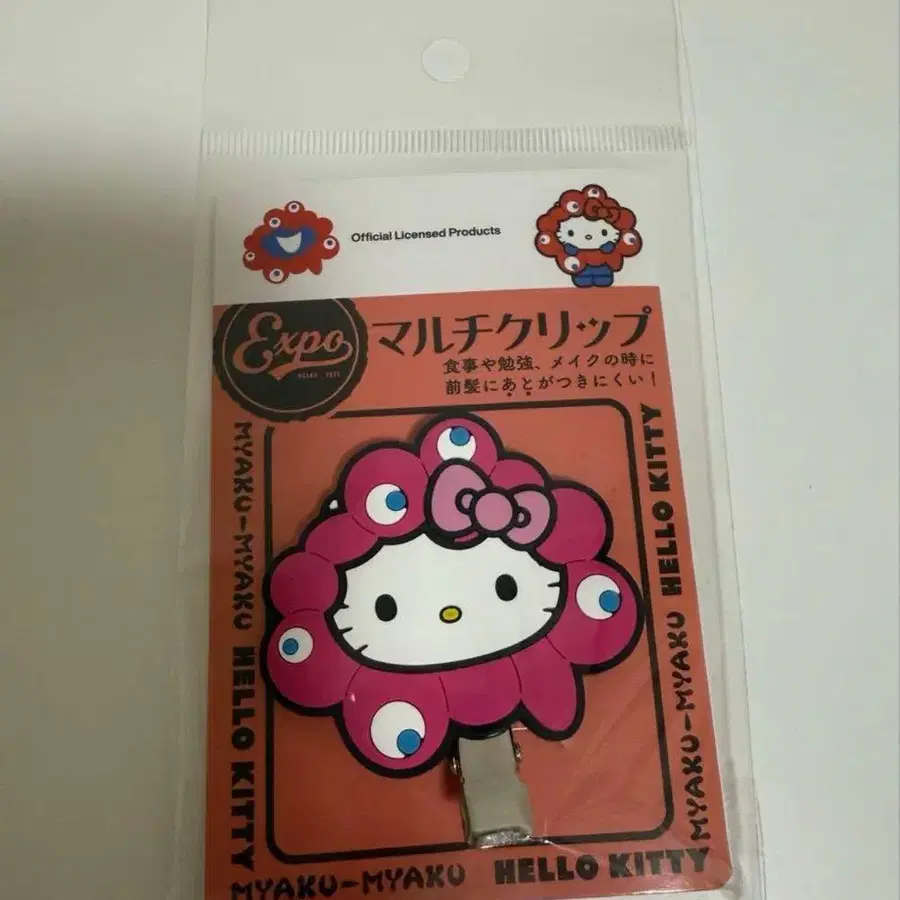 Official Licensed Products
Expo
マルチクリップ
食事や勉強、メイクの時に
前髪にあとがつきにくい！
MYAKU-MYAKU HELLO KITTY
MYAKU-MYAKU HELLO KITTY
MYAKU-MYAKU HELLO KITTY